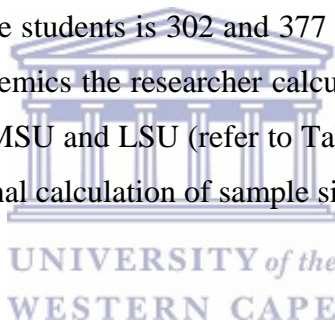 e students is 302 and 377
emics the researcher calcu
MSU and LSU (refer to Ta
nal calculation of sample si
UNIVERSITY of the
WESTERN CAPE